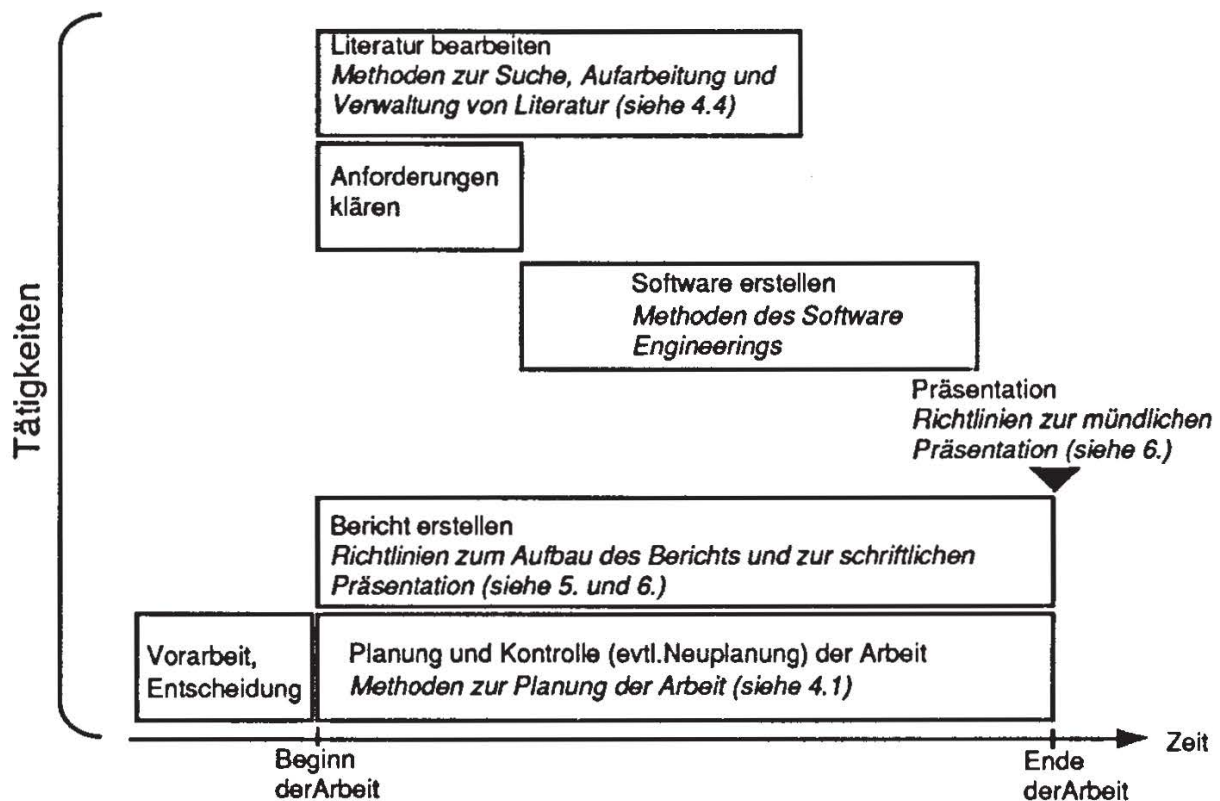 Tätigkeiten
Literatur bearbeiten
Methoden zur Suche, Aufarbeitung und
Verwaltung von Literatur (siehe 4.4)
Anforderungen
klären
Software erstellen
Methoden des Software
Engineerings
Präsentation
Richtlinien zur mündlichen
Präsentation (siehe 6.)
Bericht erstellen
Richtlinien zum Aufbau des Berichts und zur schriftlichen
Präsentation (siehe 5. und 6.)
Vorarbeit,
Entscheidung
Planung und Kontrolle (evtl.Neuplanung) der Arbeit
Methoden zur Planung der Arbeit (siehe 4.1)
Zeit
Beginn
derArbeit
Ende
derArbeit